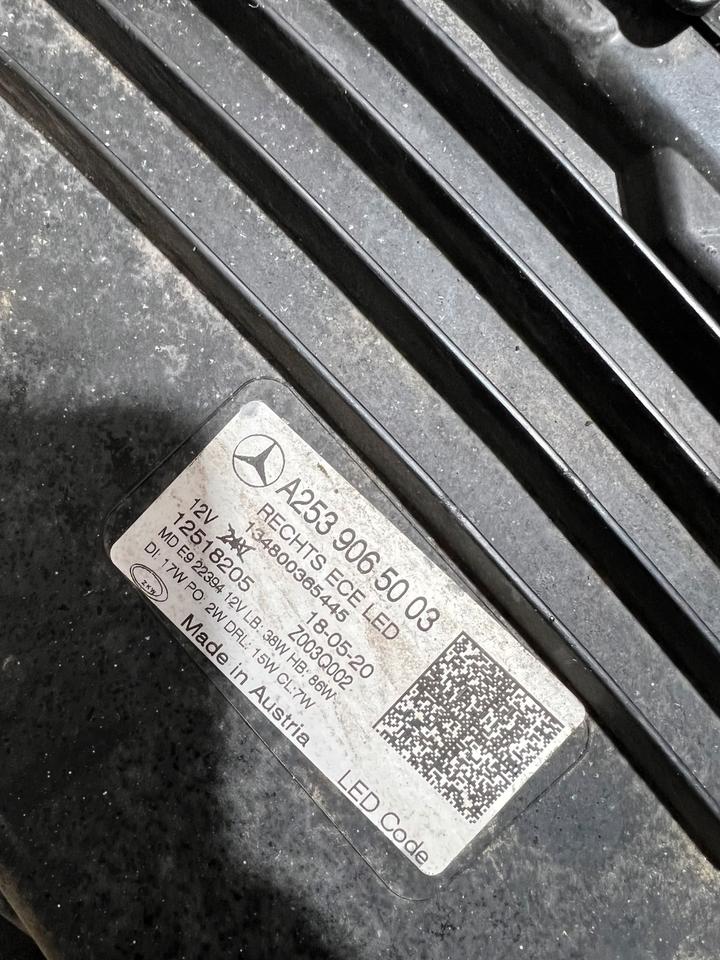 A253 906 50 03
RECHTS ECE LED
12V 24V 134800365445
12518205 18-05-20
MD E9 22394 12V LB: 38W HB: 86W Z003Q002
DI: 17W PO: 2W DRL: 15W CL:7W
ZKW Made in Austria
LED Code